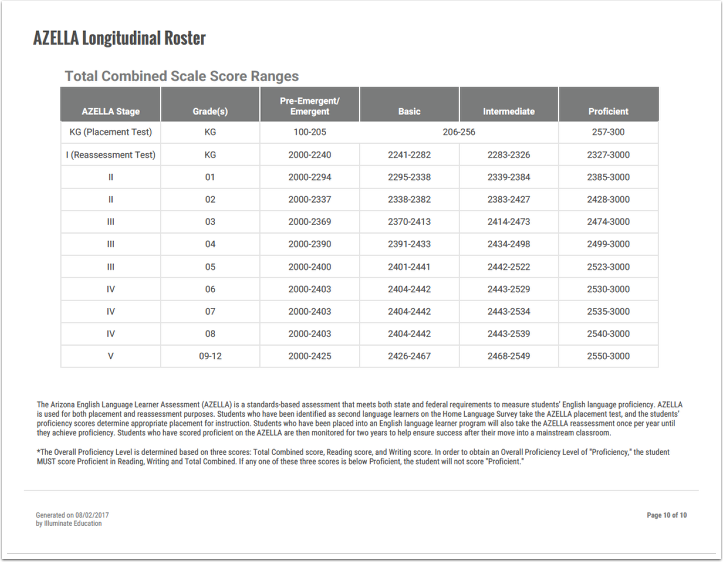 AZELLA Longitudinal Roster
Total Combined Scale Score Ranges
AZELLA Stage Grade(s) Pre-Emergent/ Emergent Basic Intermediate Proficient
KG (Placement Test) KG 100-205 206-256 257-300
I (Reassessment Test) KG 2000-2240 2241-2282 2283-2326 2327-3000
II 01 2000-2294 2295-2338 2339-2384 2385-3000
II 02 2000-2337 2338-2382 2383-2427 2428-3000
III 03 2000-2369 2370-2413 2414-2473 2474-3000
III 04 2000-2390 2391-2433 2434-2498 2499-3000
III 05 2000-2400 2401-2441 2442-2522 2523-3000
IV 06 2000-2403 2404-2442 2443-2529 2530-3000
IV 07 2000-2403 2404-2442 2443-2534 2535-3000
IV 08 2000-2403 2404-2442 2443-2539 2540-3000
V 09-12 2000-2425 2426-2467 2468-2549 2550-3000
The Arizona English Language Learner Assessment (AZELLA) is a standards-based assessment that meets both state and federal requirements to measure students' English language proficiency. AZELLA
is used for both placement and reassessment purposes. Students who have been identified as second language learners on the Home Language Survey take the AZELLA placement test, and the students'
proficiency scores determine appropriate placement for instruction. Students who have been placed into an English language learner program will also take the AZELLA reassessment once per year until
they achieve proficiency. Students who have scored proficient on the AZELLA are then monitored for two years to help ensure success after their move into a mainstream classroom.
*The Overall Proficiency Level is determined based on three scores: Total Combined score, Reading score, and Writing score. In order to obtain an Overall Proficiency Level of "Proficiency," the student
MUST score Proficient in Reading, Writing and Total Combined. If any one of these three scores is below Proficient, the student will not score "Proficient."
Generated on 08/02/2017
by Illuminate Education
Page 10 of 10